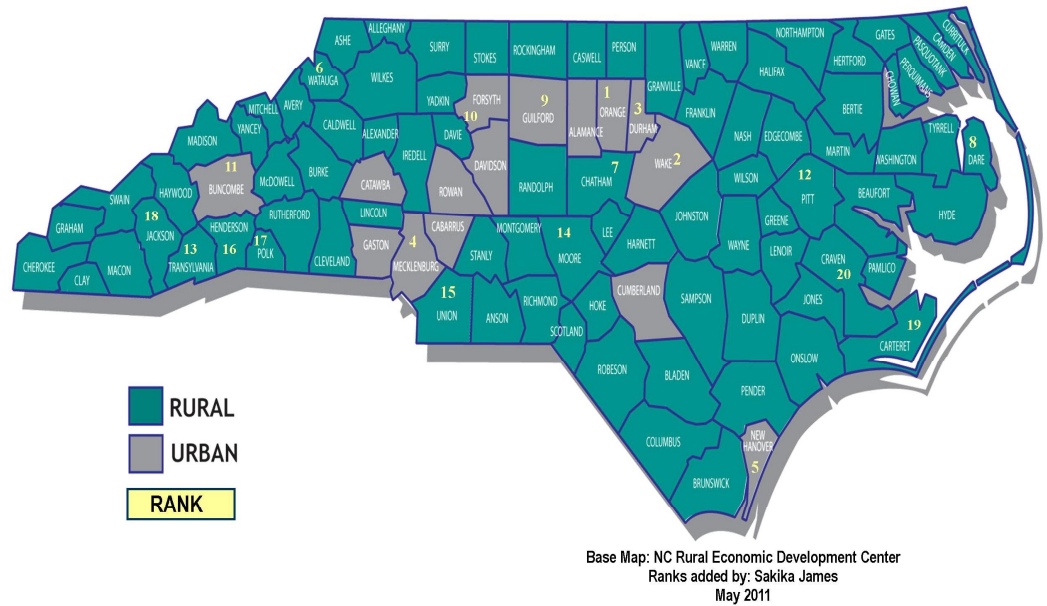 ALLEGHANY
ASHE
SURRY
STOKES
ROCKINGHAM
CASWELL
PERSON
GRANVILLE
VANCE
WARREN
NORTHAMPTON
HALIFAX
HERTFORD
GATES
CURRITUCK
CAMDEN
PASQUOTANK
PERQUIMANS
CHOWAN
6
WATAUGA
WILKES
YADKIN
FORSYTH
10
9
GUILFORD
ALAMANCE
1
ORANGE
3
DURHAM
FRANKLIN
NASH
EDGECOMBE
BERTIE
MARTIN
WASHINGTON
TYRRELL
8
DARE
MITCHELL
AVERY
YANCEY
MADISON
CALDWELL
ALEXANDER
IREDELL
DAVIE
DAVIDSON
RANDOLPH
7
CHATHAM
WAKE
2
WILSON
12
PITT
BEAUFORT
HYDE
11
BUNCOMBE
McDOWELL
BURKE
CATAWBA
ROWAN
HAYWOOD
SWAIN
GRAHAM
CHEROKEE
CLAY
MACON
18
JACKSON
13
TRANSYLVANIA
HENDERSON
16
17
POLK
RUTHERFORD
CLEVELAND
LINCOLN
GASTON
4
MECKLENBURG
CABARRUS
STANLY
MONTGOMERY
14
MOORE
LEE
HARNETT
JOHNSTON
WAYNE
GREENE
LENOIR
CRAVEN
20
PAMLICO
15
UNION
ANSON
RICHMOND
SCOTLAND
HOKE
CUMBERLAND
SAMPSON
DUPLIN
JONES
ONSLOW
19
CARTERET
ROBESON
BLADEN
PENDER
COLUMBUS
BRUNSWICK
NEW
HANOVER
5
RURAL
URBAN
RANK
Base Map: NC Rural Economic Development Center
Ranks added by: Sakika James
May 2011